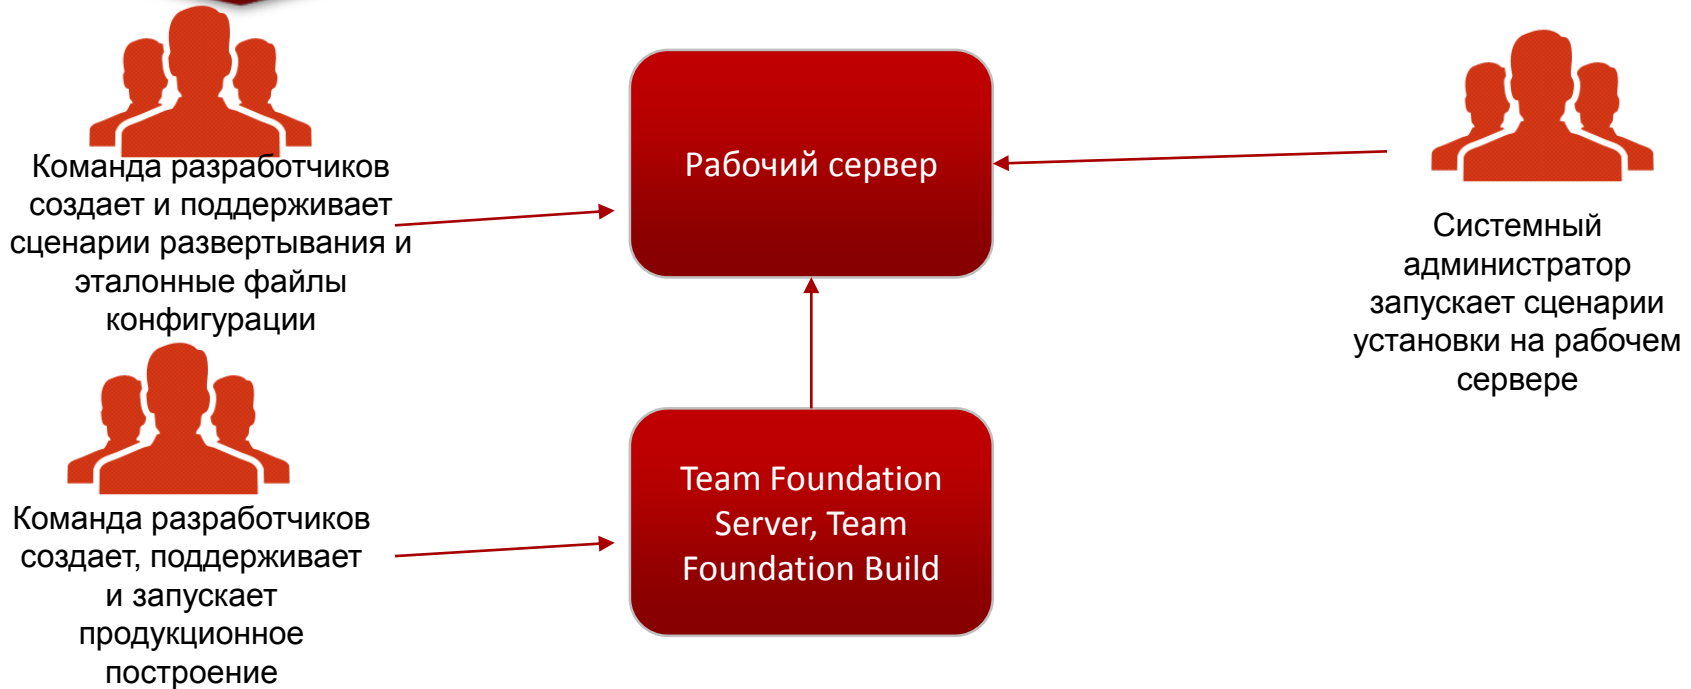 Команда разработчиков
создает и поддерживает
сценарии развертывания и
эталонные файлы
конфигурации
Рабочий сервер
Системный
администратор
запускает сценарии
установки на рабочем
сервере
Команда разработчиков
создает, поддерживает
и запускает
продукционное
построение
Team Foundation
Server, Team
Foundation Build